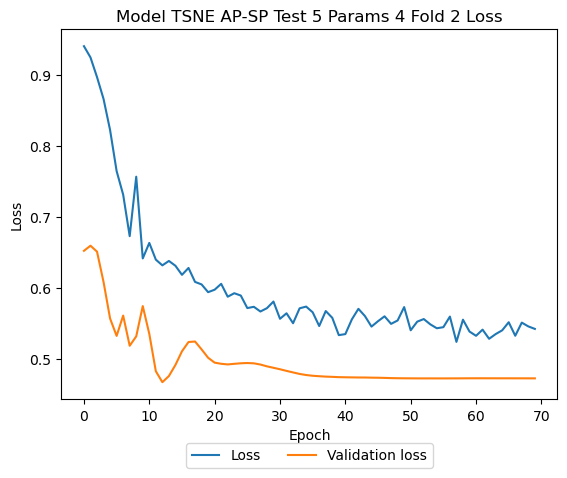 Model TSNE AP-SP Test 5 Params 4 Fold 2 Loss
0.9
0.8
0.7
0.6
0.5
Loss
0 10 20 30 40 50 60 70
Epoch
Loss Validation loss